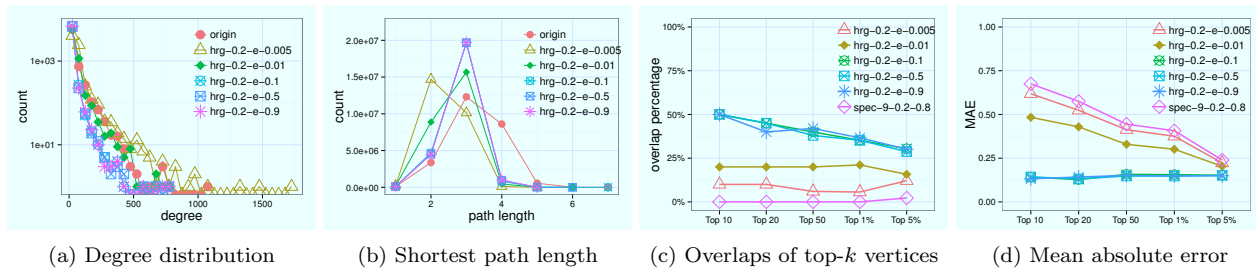 count
1e+03
1e+01
0
500
1000
1500
degree
origin
hrg-0.2-e-0.005
hrg-0.2-e-0.01
hrg-0.2-e-0.1
hrg-0.2-e-0.5
hrg-0.2-e-0.9
(a) Degree distribution
count
2.0e+07
1.5e+07
1.0e+07
5.0e+06
0.0e+00
2
4
6
path length
origin
hrg-0.2-e-0.005
hrg-0.2-e-0.01
hrg-0.2-e-0.1
hrg-0.2-e-0.5
hrg-0.2-e-0.9
(b) Shortest path length
overlap percentage
100%
75%
50%
25%
0%
Top 10
Top 20
Top 50
Top 1%
Top 5%
hrg-0.2-e-0.005
hrg-0.2-e-0.01
hrg-0.2-e-0.1
hrg-0.2-e-0.5
hrg-0.2-e-0.9
spec-9-0.2-0.8
(c) Overlaps of top-k vertices
MAE
1.00
0.75
0.50
0.25
0.00
Top 10
Top 20
Top 50
Top 1%
Top 5%
hrg-0.2-e-0.005
hrg-0.2-e-0.01
hrg-0.2-e-0.1
hrg-0.2-e-0.5
hrg-0.2-e-0.9
spec-9-0.2-0.8
(d) Mean absolute error